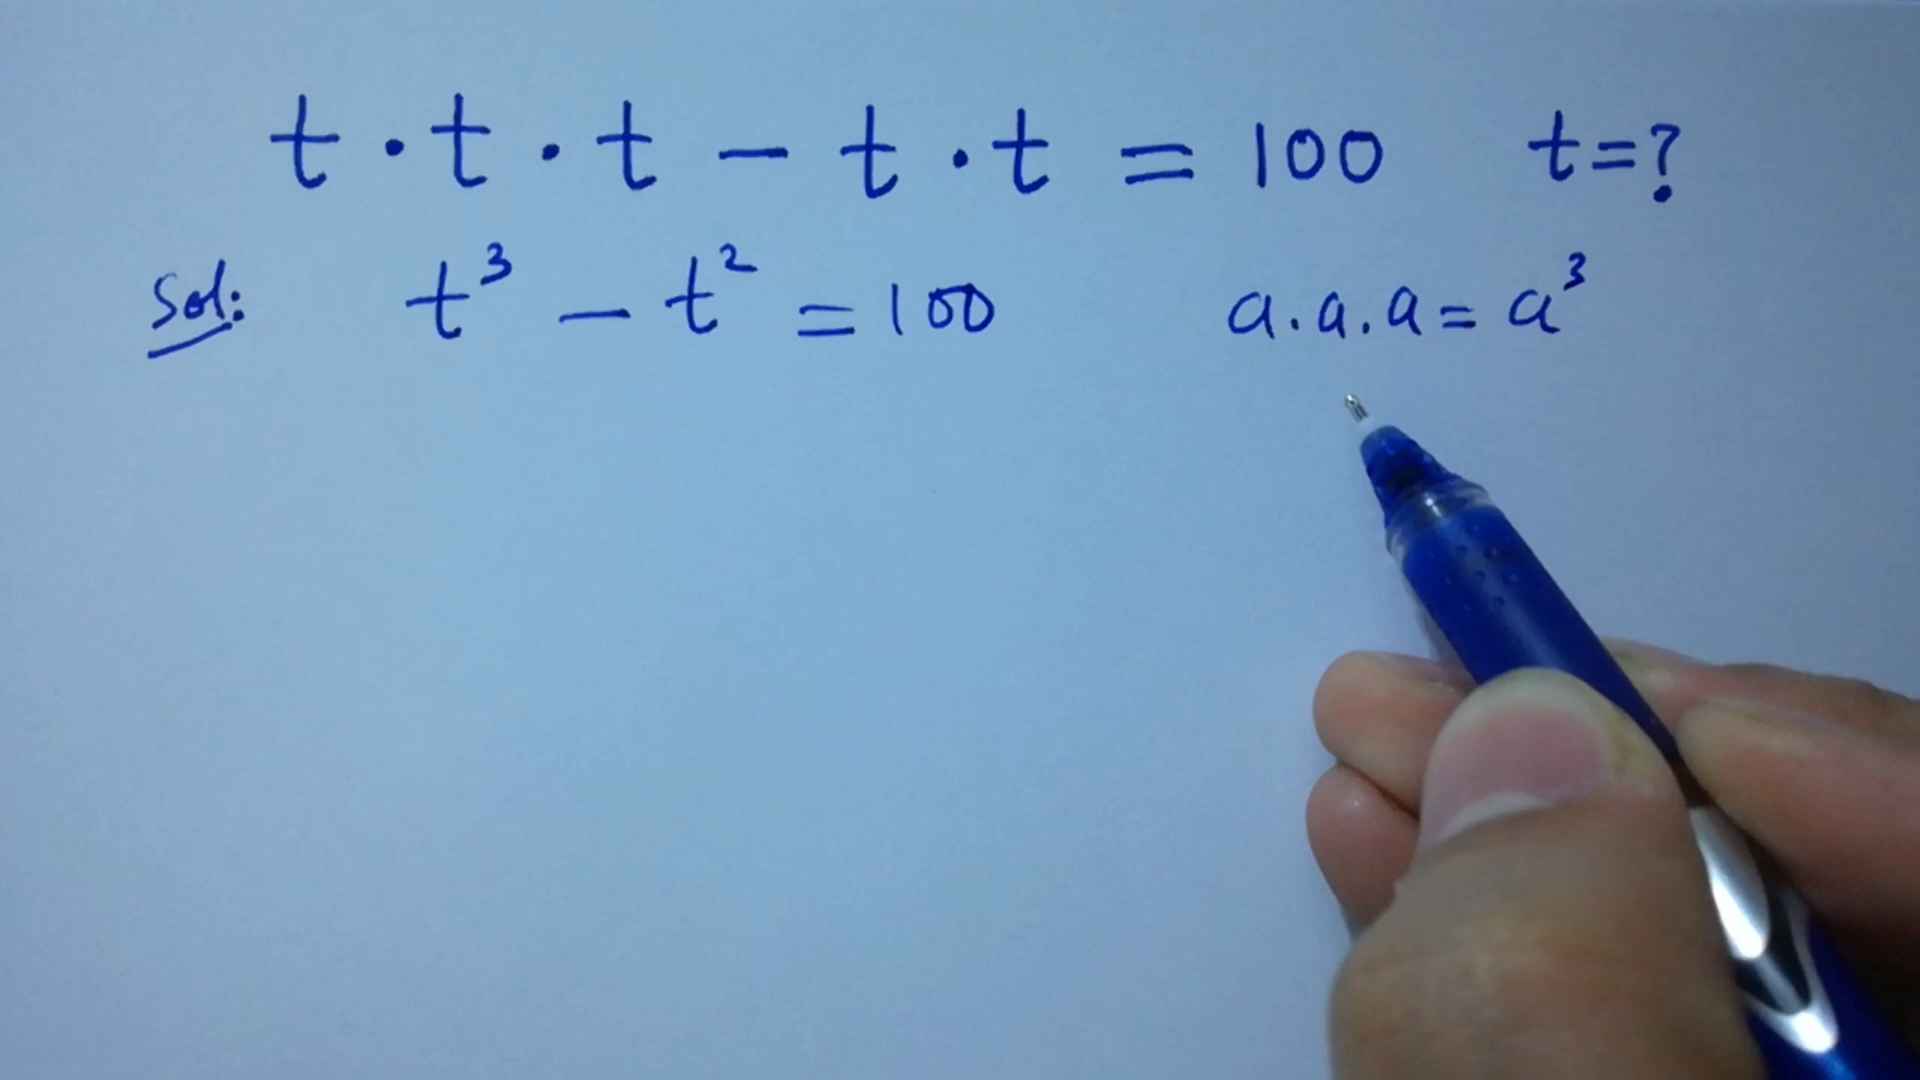 t · t · t − t · t = 100 t=?
Sol: t³ − t² = 100 a.a.a = a³